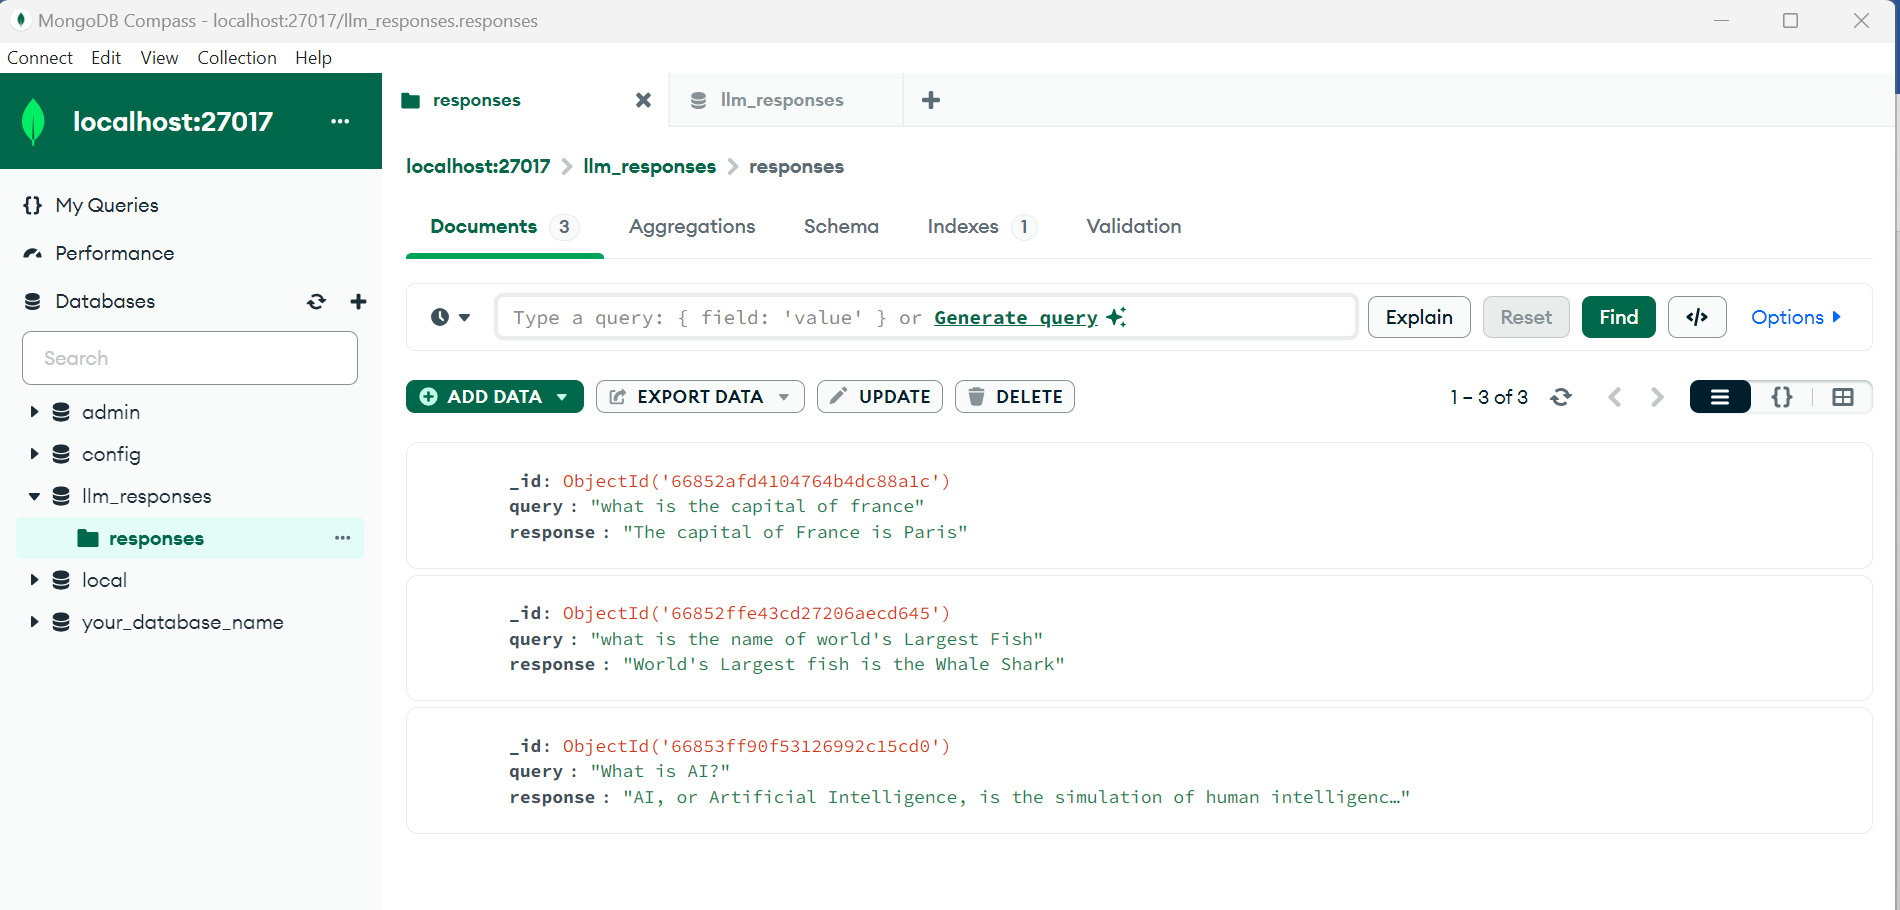 MongoDB Compass - localhost:27017/llm_responses.responses
Connect Edit View Collection Help
localhost:27017 ...
My Queries
Performance
Databases
Search
admin
config
llm_responses
responses ...
local
your_database_name
responses llm_responses
localhost:27017 > llm_responses > responses
Documents 3 Aggregations Schema Indexes 1 Validation
Type a query: { field: 'value' } or Generate query Explain Reset Find </> Options
ADD DATA EXPORT DATA UPDATE DELETE 1 – 3 of 3 {}
_id: ObjectId('66852afd4104764b4dc88a1c')
query : "what is the capital of france"
response : "The capital of France is Paris"
_id: ObjectId('66852ffe43cd27206aecd645')
query : "what is the name of world's Largest Fish"
response : "World's Largest fish is the Whale Shark"
_id: ObjectId('66853ff90f53126992c15cd0')
query : "What is AI?"
response : "AI, or Artificial Intelligence, is the simulation of human intelligenc…"